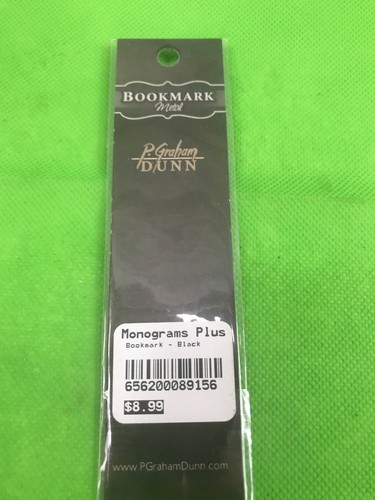 BOOKMARK
Metal
P. Graham
DUNN
Monograms Plus
Bookmark - Black
656200089156
$8.99
www.PGrahamDunn.com